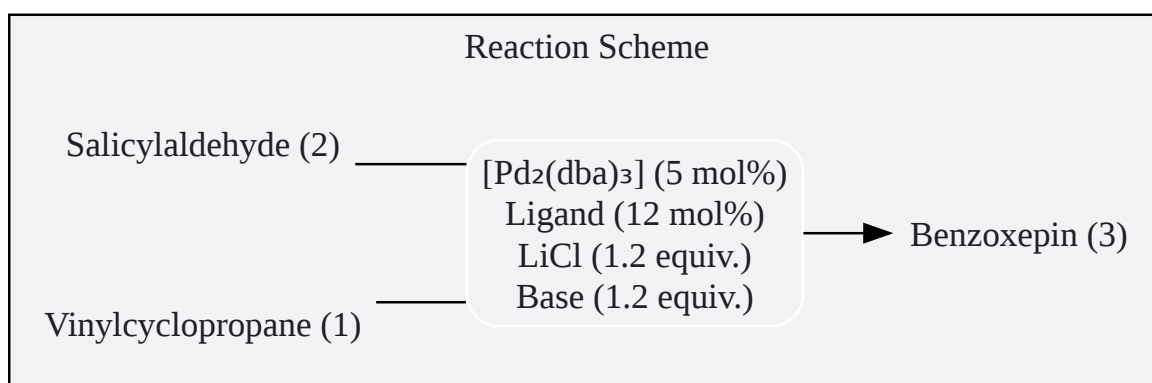 Reaction Scheme
Salicylaldehyde (2)
[Pd₂(dba)₃] (5 mol%)
Ligand (12 mol%)
LiCl (1.2 equiv.)
Base (1.2 equiv.)
Benzoxepin (3)
Vinylcyclopropane (1)